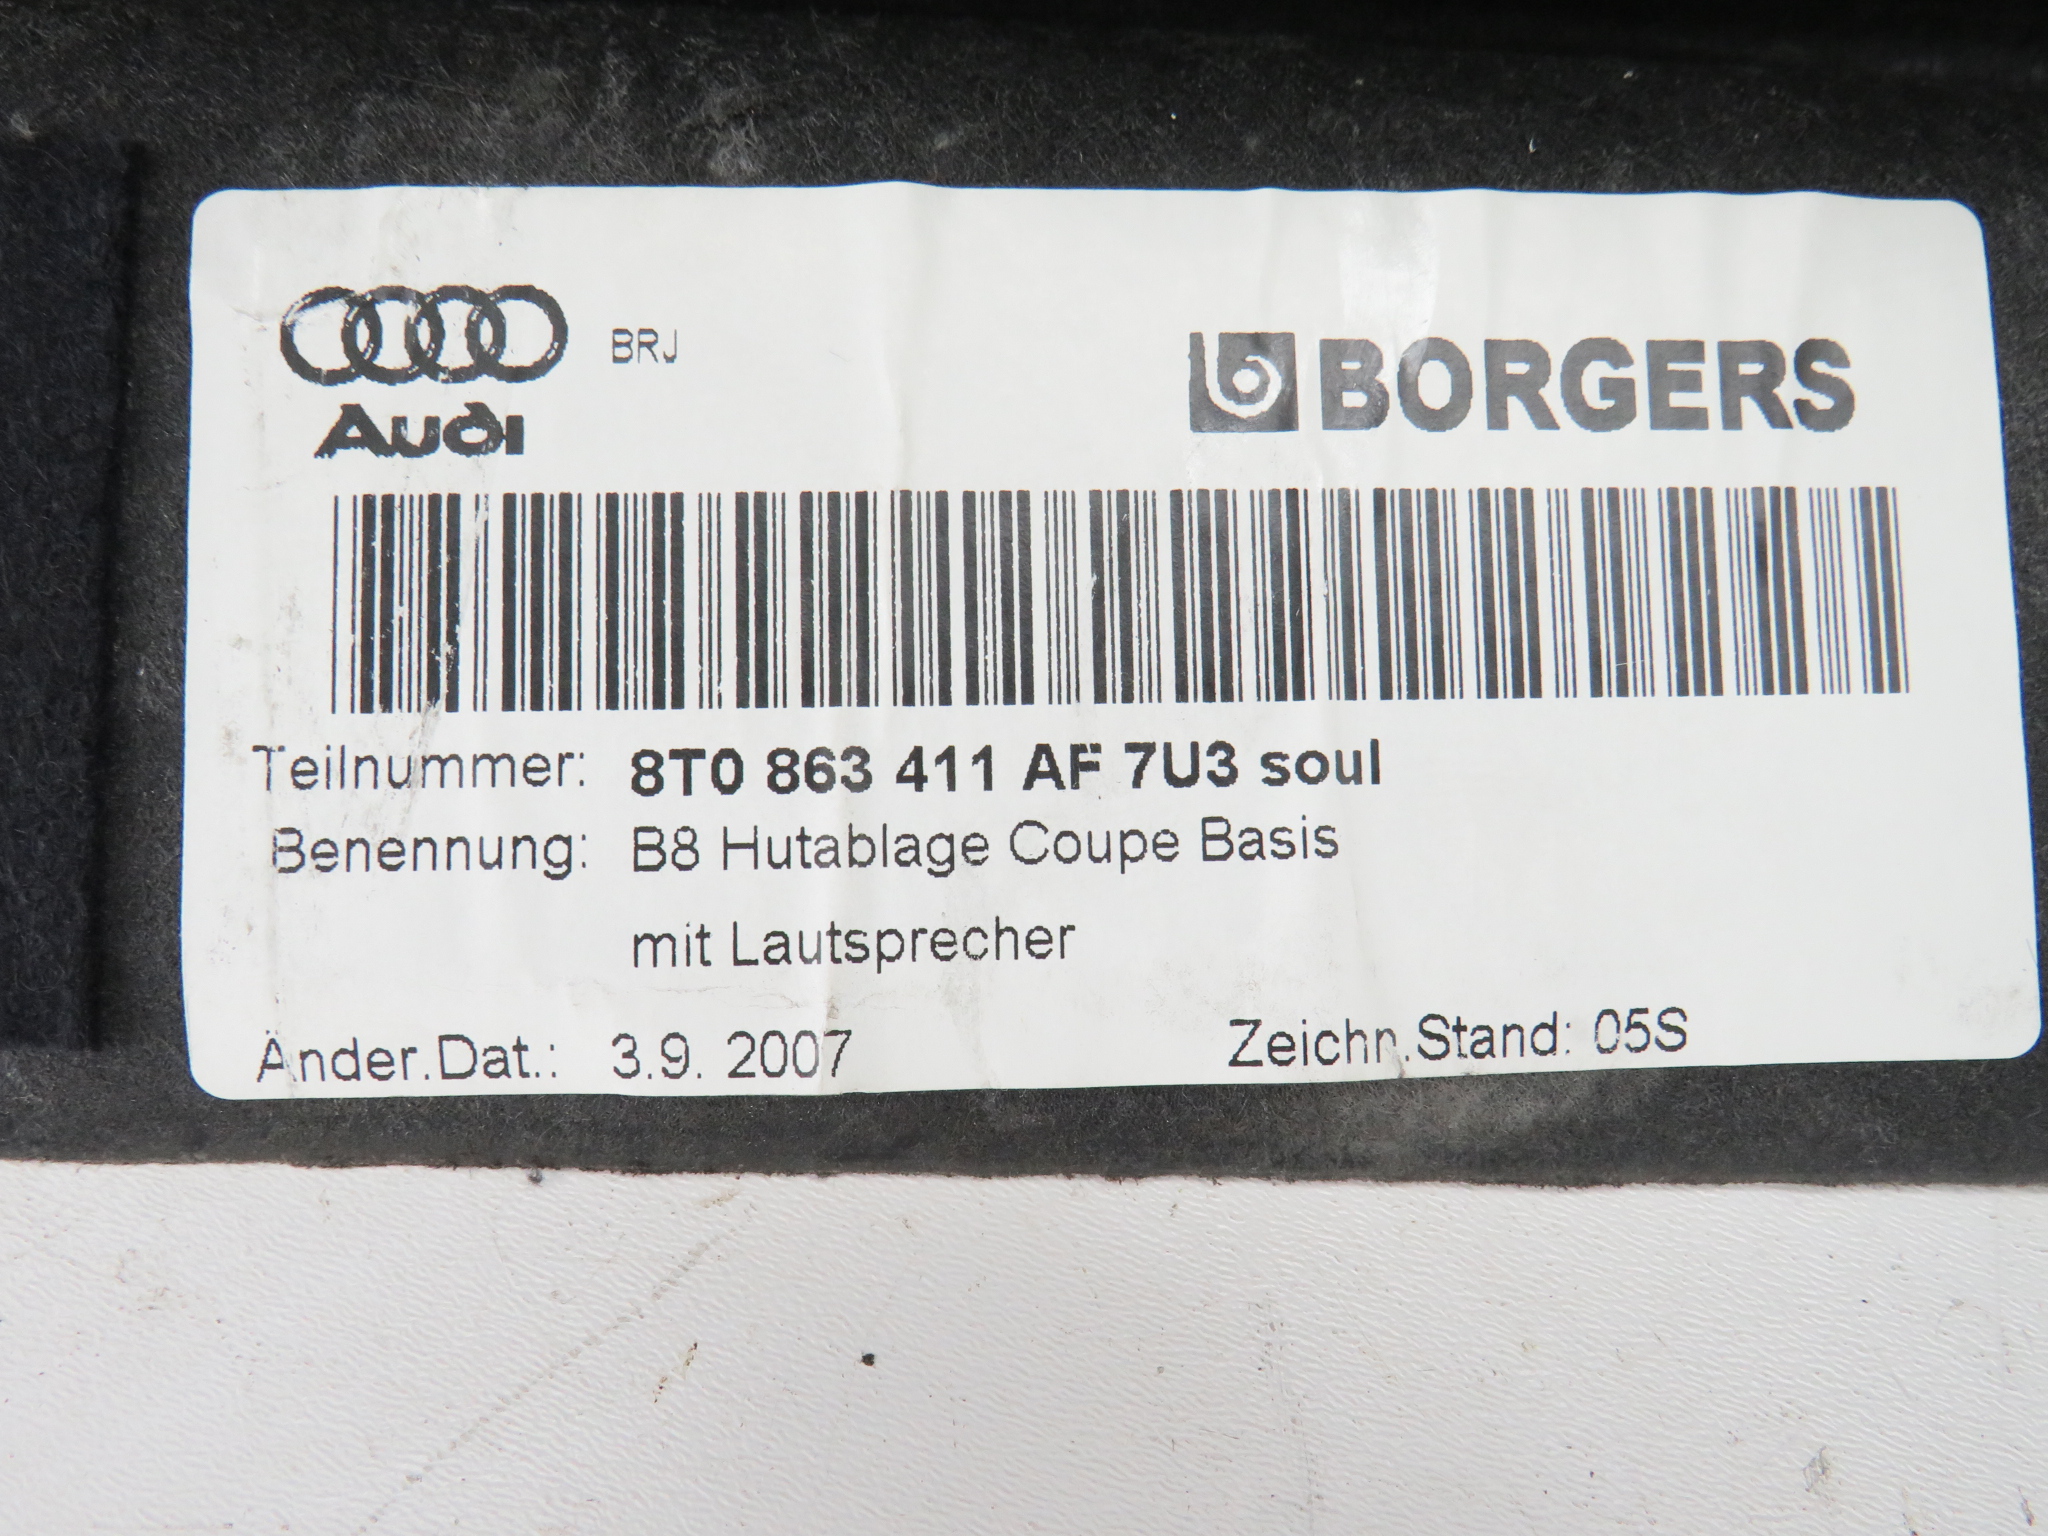 BRJ
Audi
BORGERS
Teilnummer: 8T0 863 411 AF 7U3 soul
Benennung: B8 Hutablage Coupe Basis
mit Lautsprecher
Änder.Dat.: 3.9. 2007 Zeichn.Stand: 05S